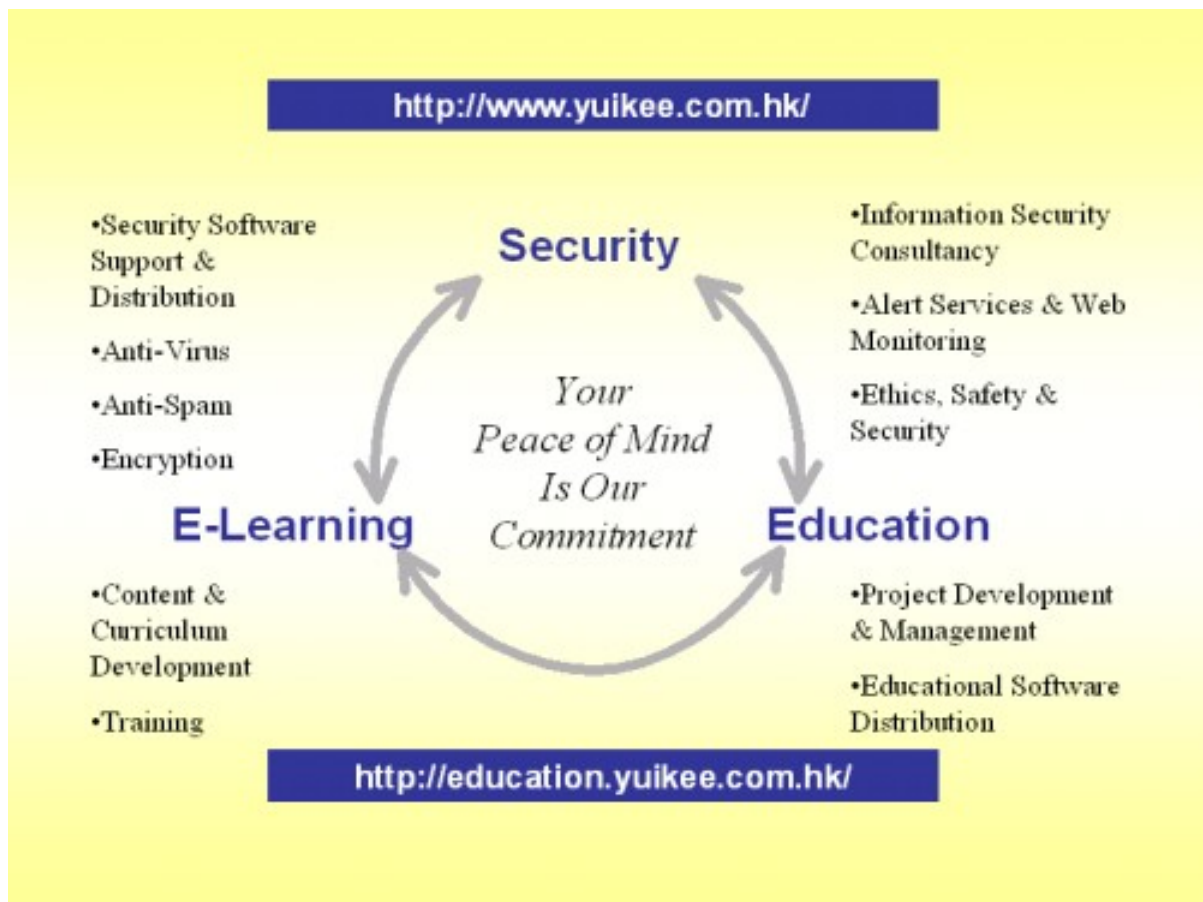 http://www.yuikee.com.hk/
•Security Software
Support &
Distribution
•Anti-Virus
•Anti-Spam
•Encryption
Security
•Information Security
Consultancy
•Alert Services & Web
Monitoring
•Ethics, Safety &
Security
Your
Peace of Mind
Is Our
Commitment
E-Learning
Education
•Content &
Curriculum
Development
•Training
•Project Development
& Management
•Educational Software
Distribution
http://education.yuikee.com.hk/